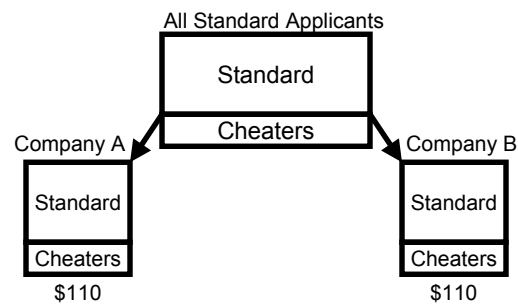 All Standard Applicants
Standard
Cheaters
Company A
Company B
Standard
Standard
Cheaters
Cheaters
$110
$110